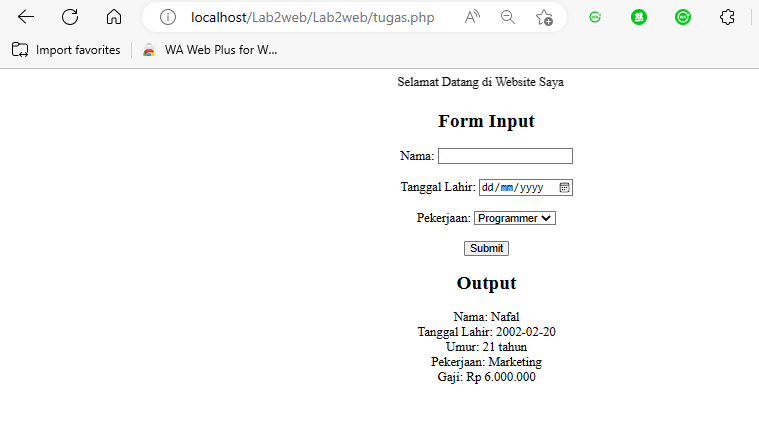 localhost/Lab2web/Lab2web/tugas.php
Import favorites WA Web Plus for W...
Selamat Datang di Website Saya
Form Input
Nama:
Tanggal Lahir: dd/mm/yyyy
Pekerjaan: Programmer
Submit
Output
Nama: Nafal
Tanggal Lahir: 2002-02-20
Umur: 21 tahun
Pekerjaan: Marketing
Gaji: Rp 6.000.000